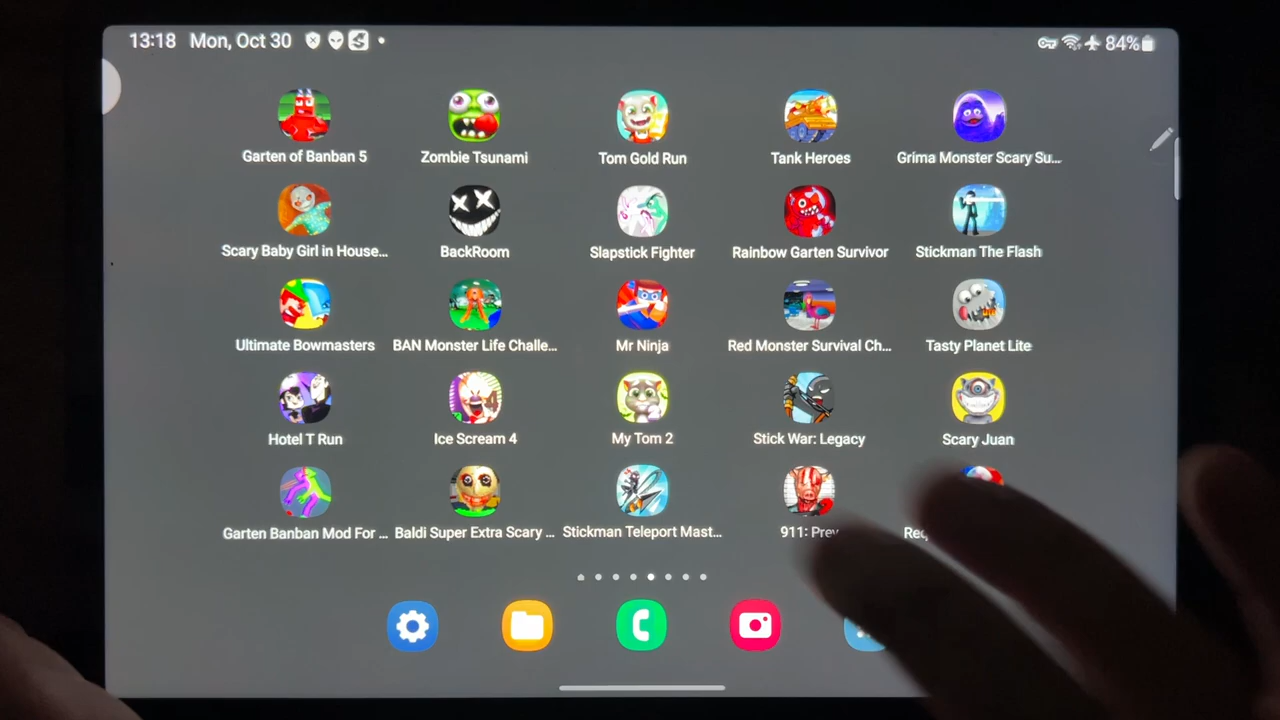 13:18 Mon, Oct 30 84%
Garten of Banban 5 Zombie Tsunami Tom Gold Run Tank Heroes Grima Monster Scary Su...
Scary Baby Girl in House... BackRoom Slapstick Fighter Rainbow Garten Survivor Stickman The Flash
Ultimate Bowmasters BAN Monster Life Challe... Mr Ninja Red Monster Survival Ch... Tasty Planet Lite
Hotel T Run Ice Scream 4 My Tom 2 Stick War: Legacy Scary Juan
Garten Banban Mod For ... Baldi Super Extra Scary ... Stickman Teleport Mast... 911: